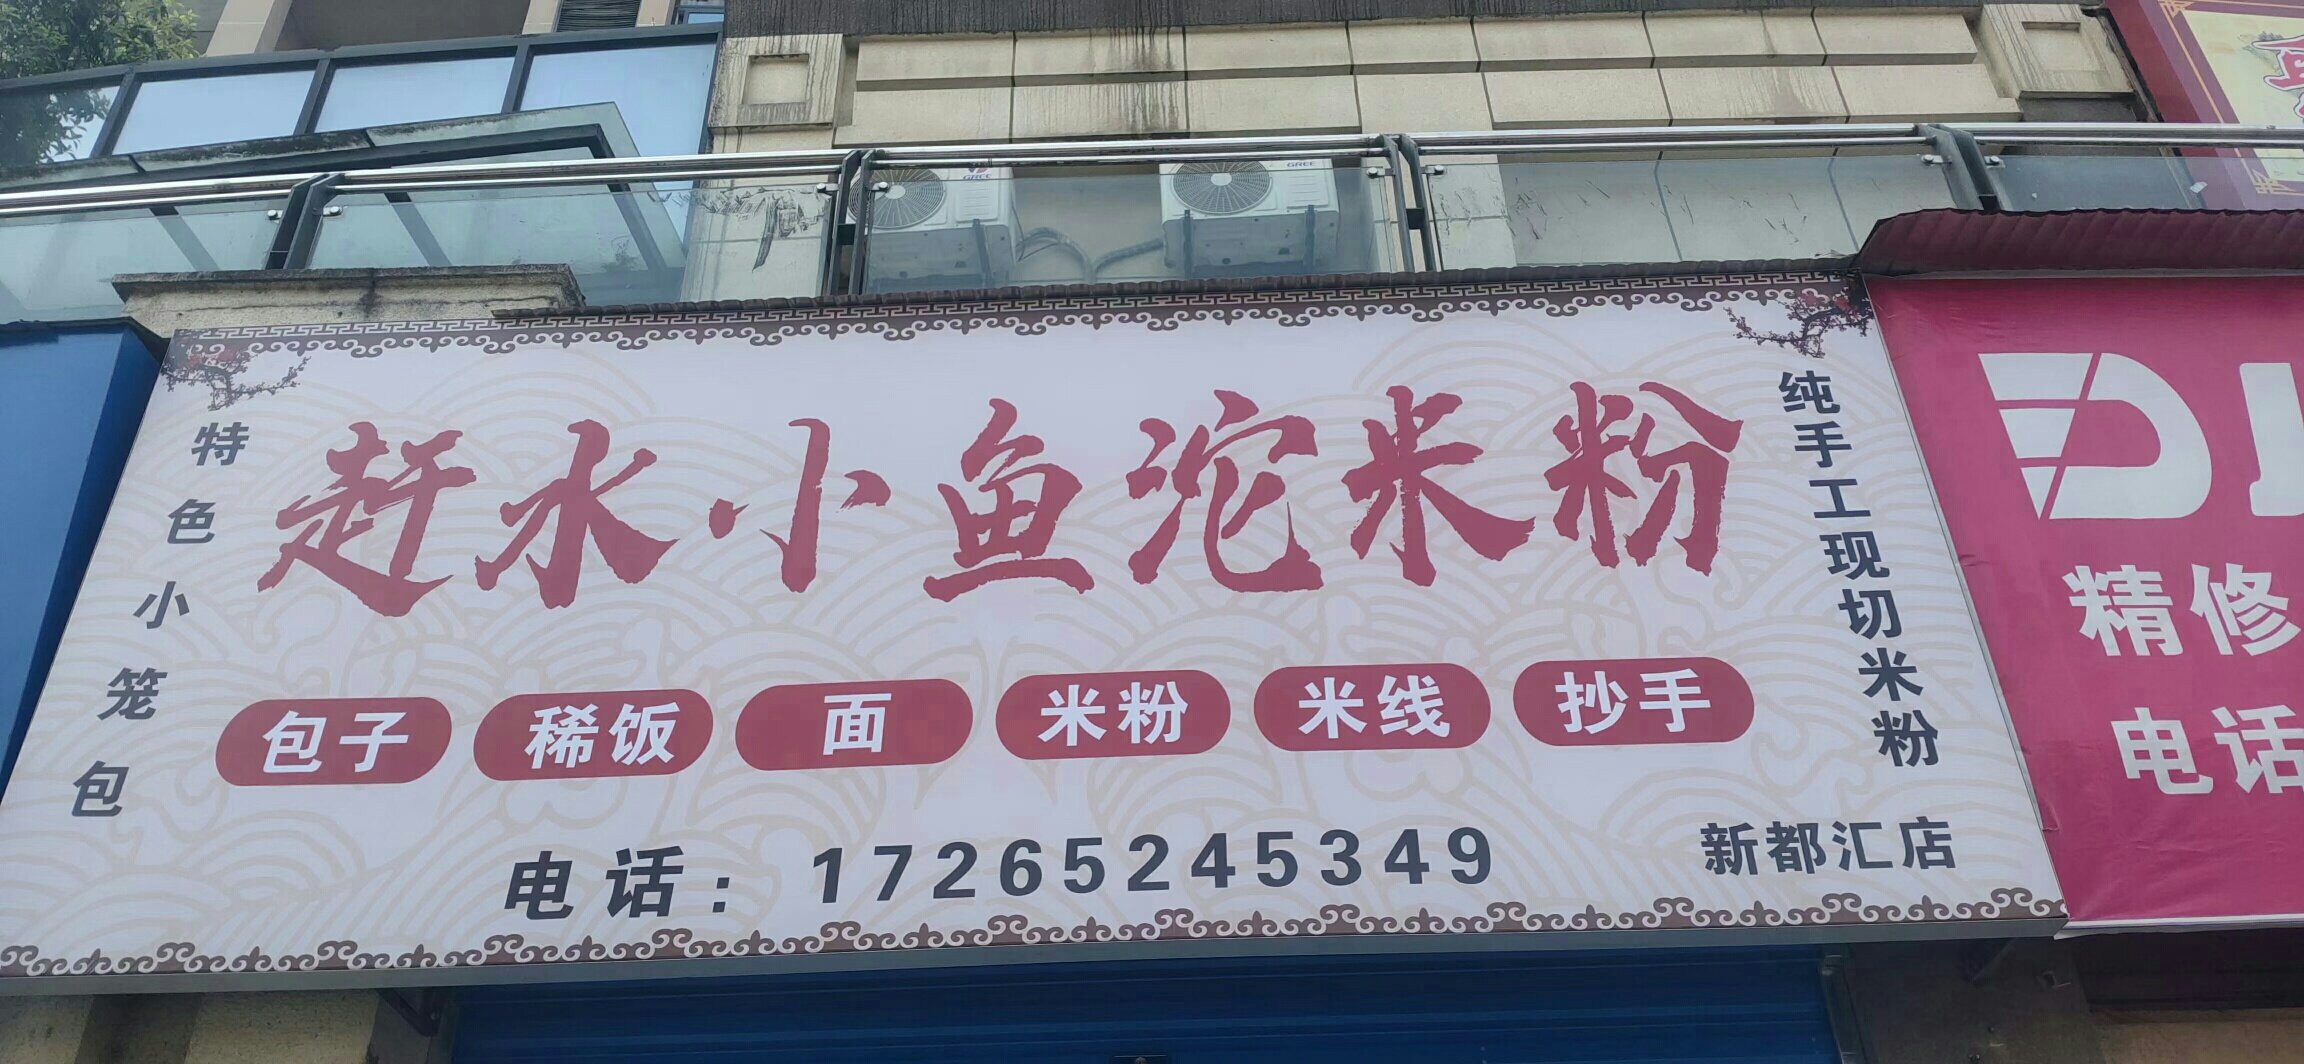 GREE
GREE
特色小笼包
赶水小鱼沱米粉
纯手工现切米粉
包子 稀饭 面 米粉 米线 抄手
电话：17265245349
新都汇店
精修
电话